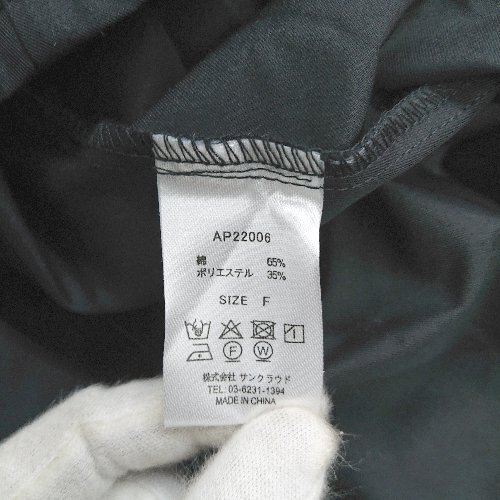 AP22006
綿 65%
ポリエステル 35%
SIZE F
F W
株式会社 サンクラウド
TEL: 03-6231-1394
MADE IN CHINA